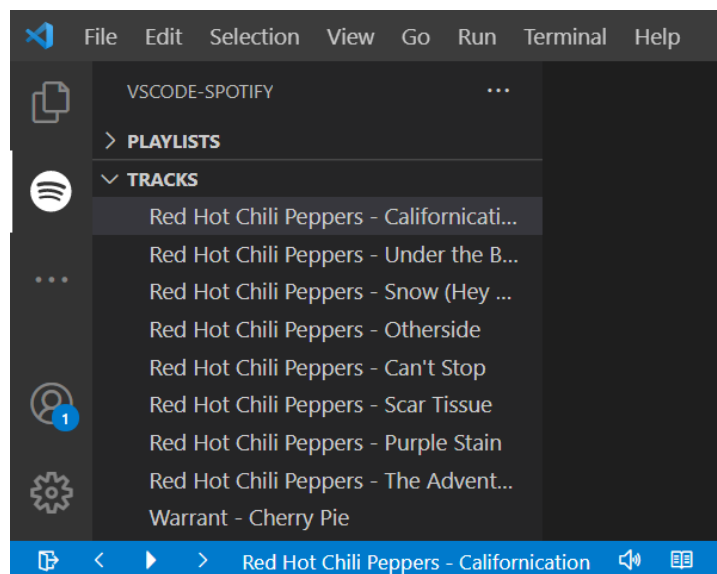 File Edit Selection View Go Run Terminal Help
VSCODE-SPOTIFY
PLAYLISTS
TRACKS
Red Hot Chili Peppers - Californicati...
Red Hot Chili Peppers - Under the B...
Red Hot Chili Peppers - Snow (Hey ...
Red Hot Chili Peppers - Otherside
Red Hot Chili Peppers - Can't Stop
Red Hot Chili Peppers - Scar Tissue
Red Hot Chili Peppers - Purple Stain
Red Hot Chili Peppers - The Advent...
Warrant - Cherry Pie
1
Red Hot Chili Peppers - Californication